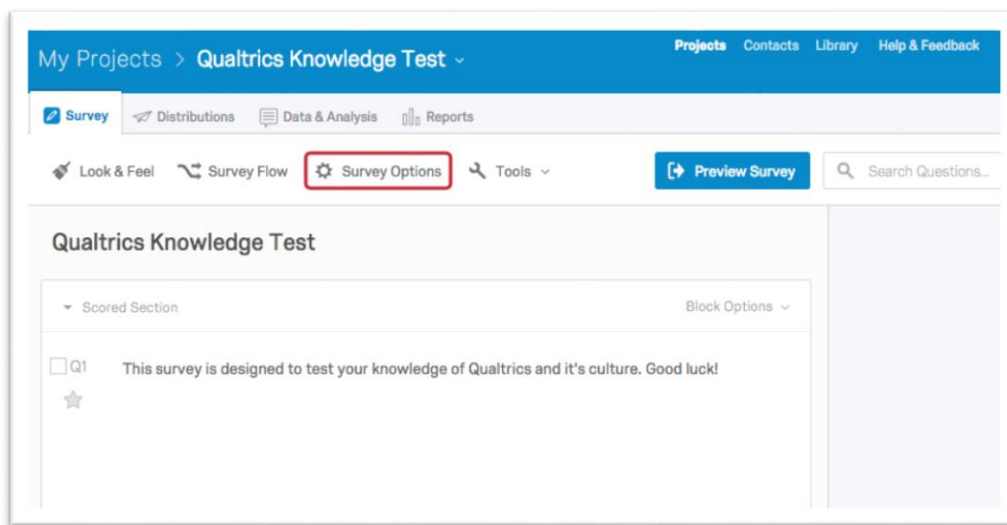 My Projects > Qualtrics Knowledge Test
Projects Contacts Library Help & Feedback
Survey Distributions Data & Analysis Reports
Look & Feel Survey Flow Survey Options Tools Preview Survey Search Questions...
Qualtrics Knowledge Test
Scored Section Block Options
Q1 This survey is designed to test your knowledge of Qualtrics and it's culture. Good luck!